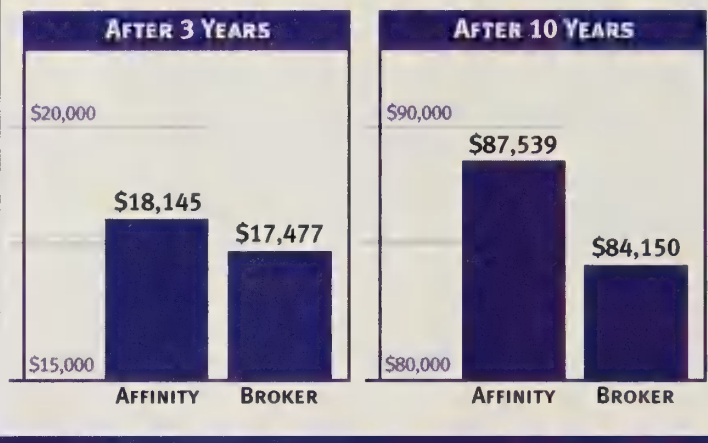 AFTER 3 YEARS
$20,000
$18,145
$17,477
$15,000
AFFINITY BROKER
AFTER 10 YEARS
$90,000
$87,539
$84,150
$80,000
AFFINITY BROKER